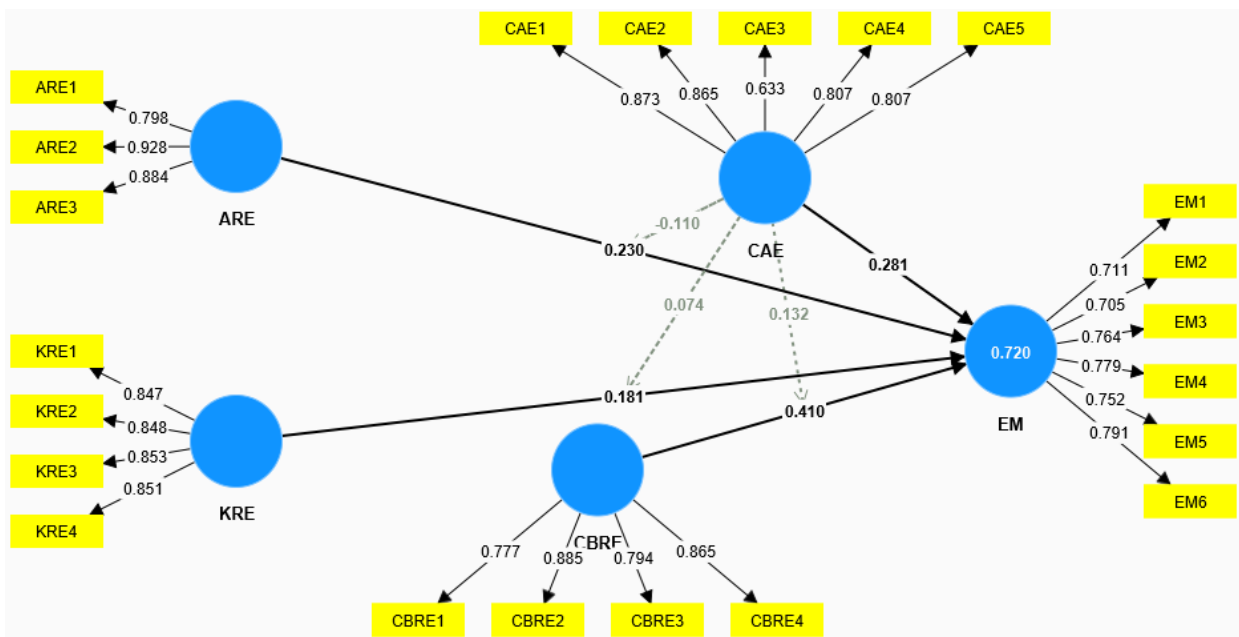 CAE1
CAE2
CAE3
CAE4
CAE5
0.873
0.865
0.633
0.807
0.807
CAE
ARE1
ARE2
ARE3
0.798
0.928
0.884
ARE
-0.110
0.230
0.281
0.074
0.132
KRE1
KRE2
KRE3
KRE4
0.847
0.848
0.853
0.851
KRE
0.181
0.410
CBRE
0.777
0.885
0.794
0.865
CBRE1
CBRE2
CBRE3
CBRE4
0.720
EM
0.711
0.705
0.764
0.779
0.752
0.791
EM1
EM2
EM3
EM4
EM5
EM6